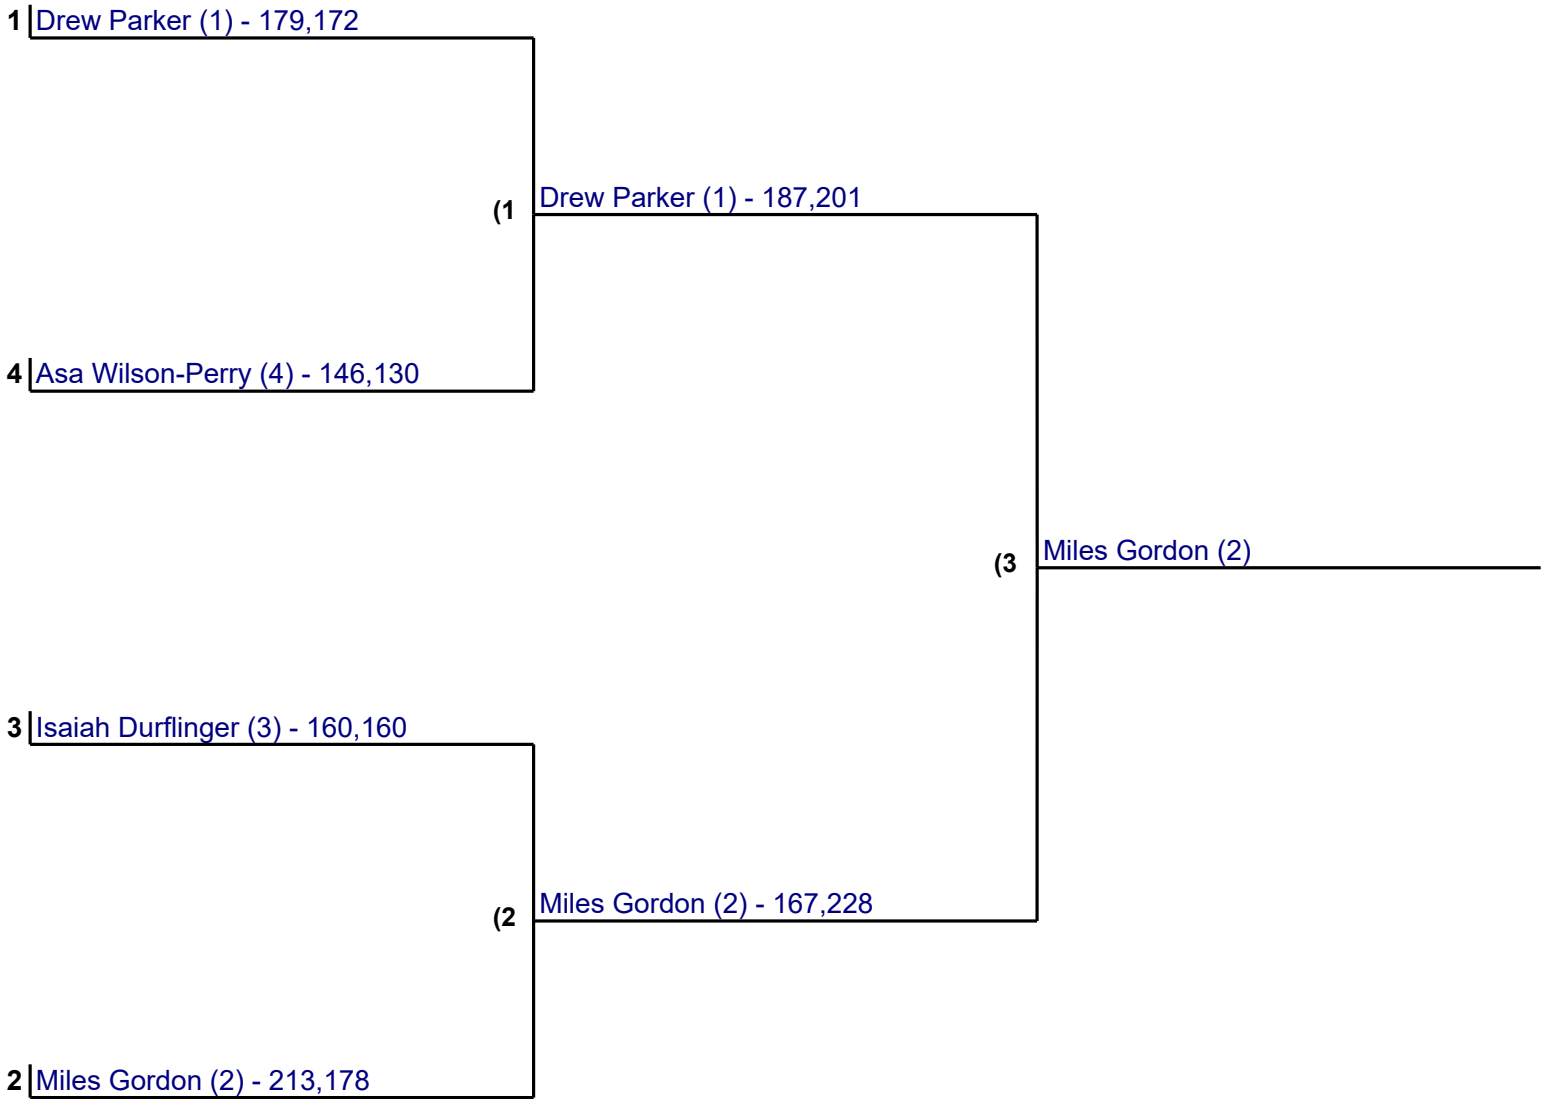 1 Drew Parker (1) - 179,172
(1 Drew Parker (1) - 187,201
4 Asa Wilson-Perry (4) - 146,130
(3 Miles Gordon (2)
3 Isaiah Durflinger (3) - 160,160
(2 Miles Gordon (2) - 167,228
2 Miles Gordon (2) - 213,178